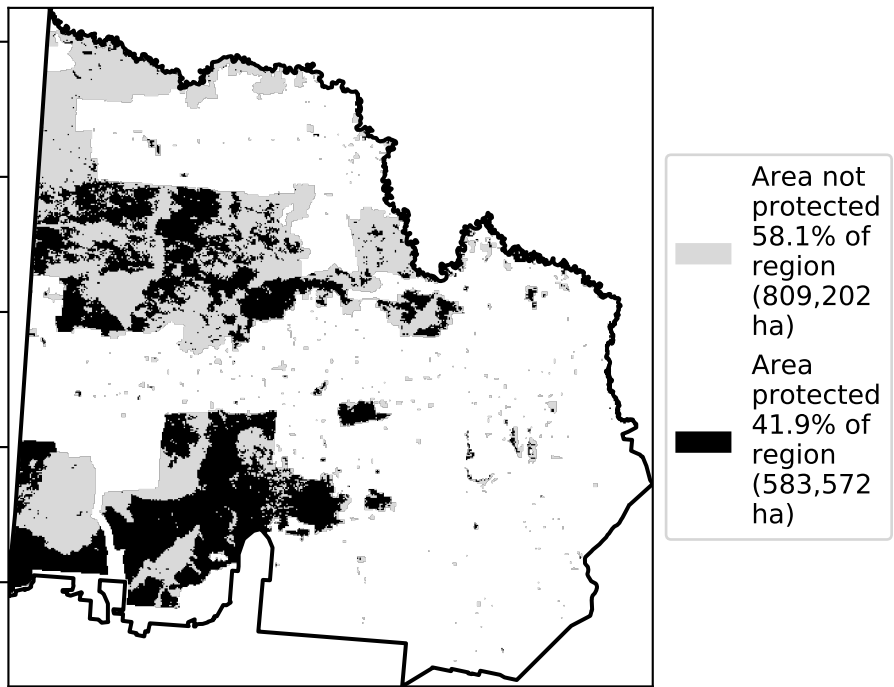 Area not
protected
58.1% of
region
(809,202
ha)
Area
protected
41.9% of
region
(583,572
ha)